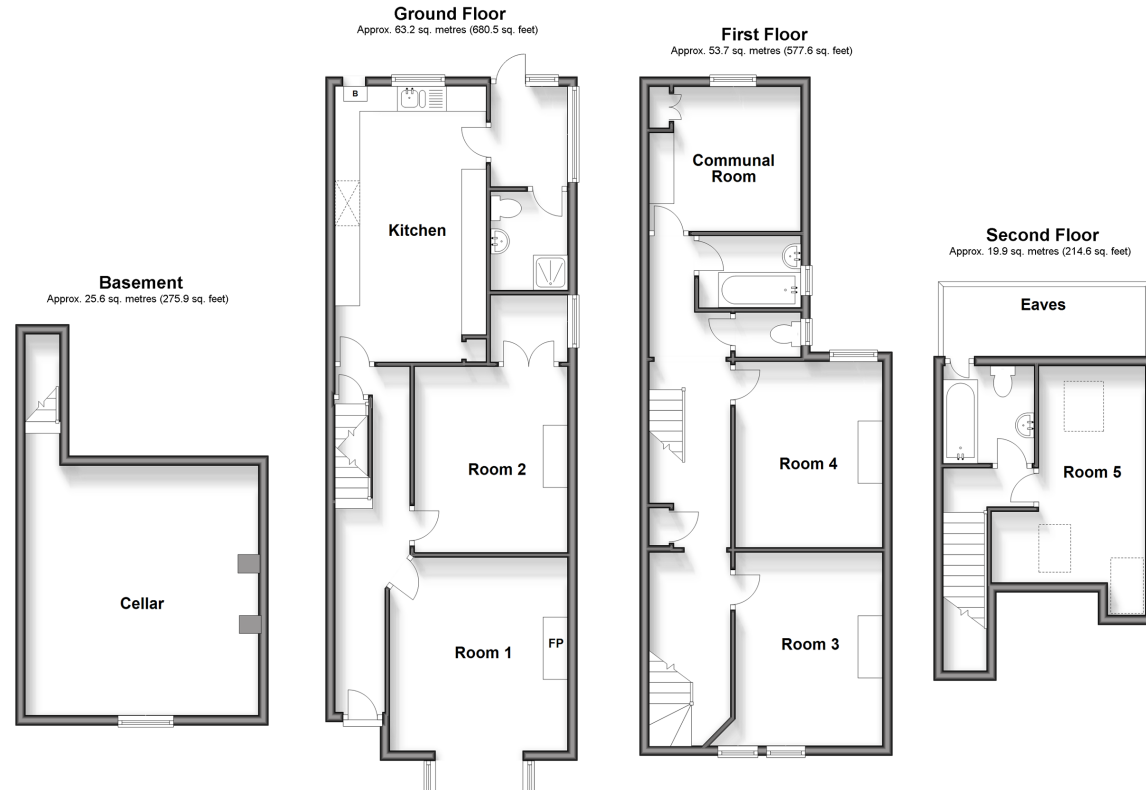 Ground Floor
Approx. 63.2 sq. metres (680.5 sq. feet)
B
Kitchen
Room 2
Room 1
FP
First Floor
Approx. 53.7 sq. metres (577.6 sq. feet)
Communal
Room
Room 4
Room 3
Second Floor
Approx. 19.9 sq. metres (214.6 sq. feet)
Eaves
Room 5
Basement
Approx. 25.6 sq. metres (275.9 sq. feet)
Cellar